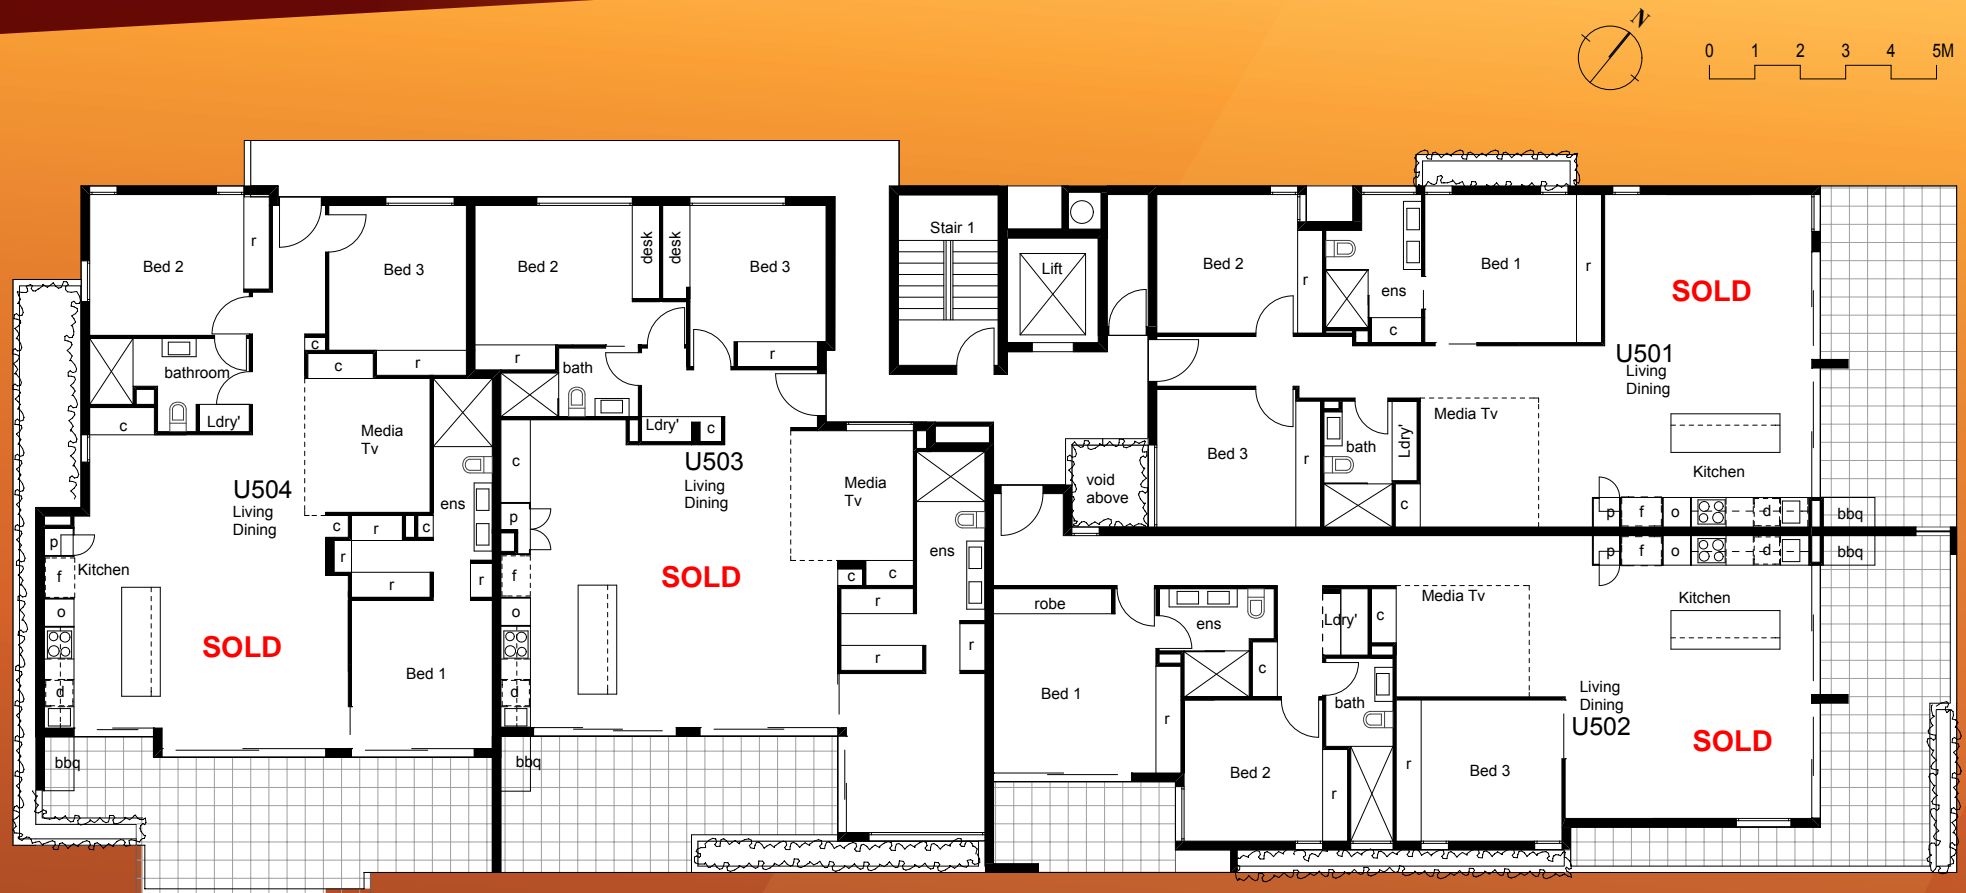 N
0 1 2 3 4 5M
Stair 1
Lift
Bed 2
r
Bed 3
c
c
r
bathroom
Ldry'
c
Media
Tv
ens
U504
Living
Dining
c
r
c
r
r
r
p
Kitchen
f
o
d
SOLD
Bed 1
bbq
Bed 2
desk
desk
Bed 3
r
r
bath
Ldry'
c
c
U503
Living
Dining
Media
Tv
p
ens
f
o
d
SOLD
c
c
r
r
r
bbq
Bed 2
r
ens
c
Bed 1
r
SOLD
U501
Living
Dining
Media Tv
Bed 3
r
bath
Ldry'
c
Kitchen
p
f
o
d
bbq
void
above
p
f
o
d
bbq
Kitchen
Media Tv
robe
ens
Ldry'
c
c
Bed 1
r
bath
Living
Dining
U502
SOLD
Bed 2
r
r
Bed 3